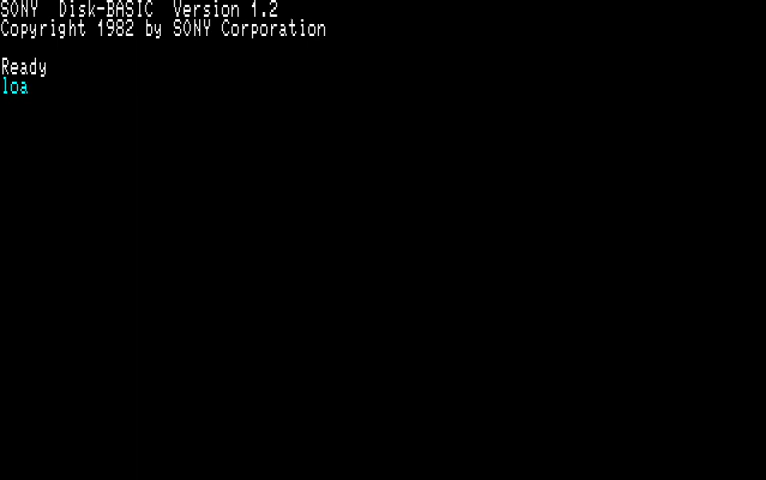 SONY  Disk-BASIC  Version 1.2
Copyright 1982 by SONY Corporation
Ready
loa